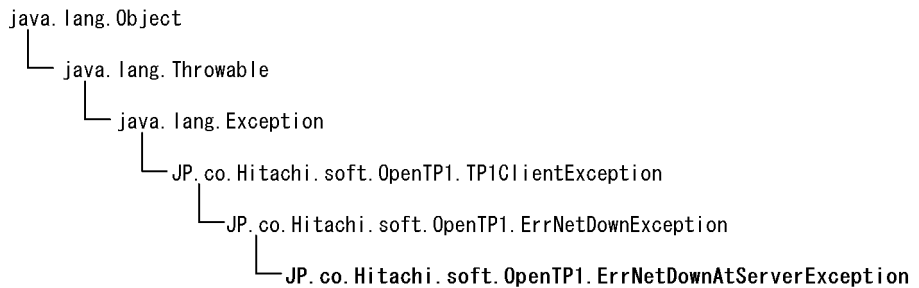 java.lang.Object
java.lang.Throwable
java.lang.Exception
JP.co.Hitachi.soft.OpenTP1.TP1ClientException
JP.co.Hitachi.soft.OpenTP1.ErrNetDownException
JP.co.Hitachi.soft.OpenTP1.ErrNetDownAtServerException